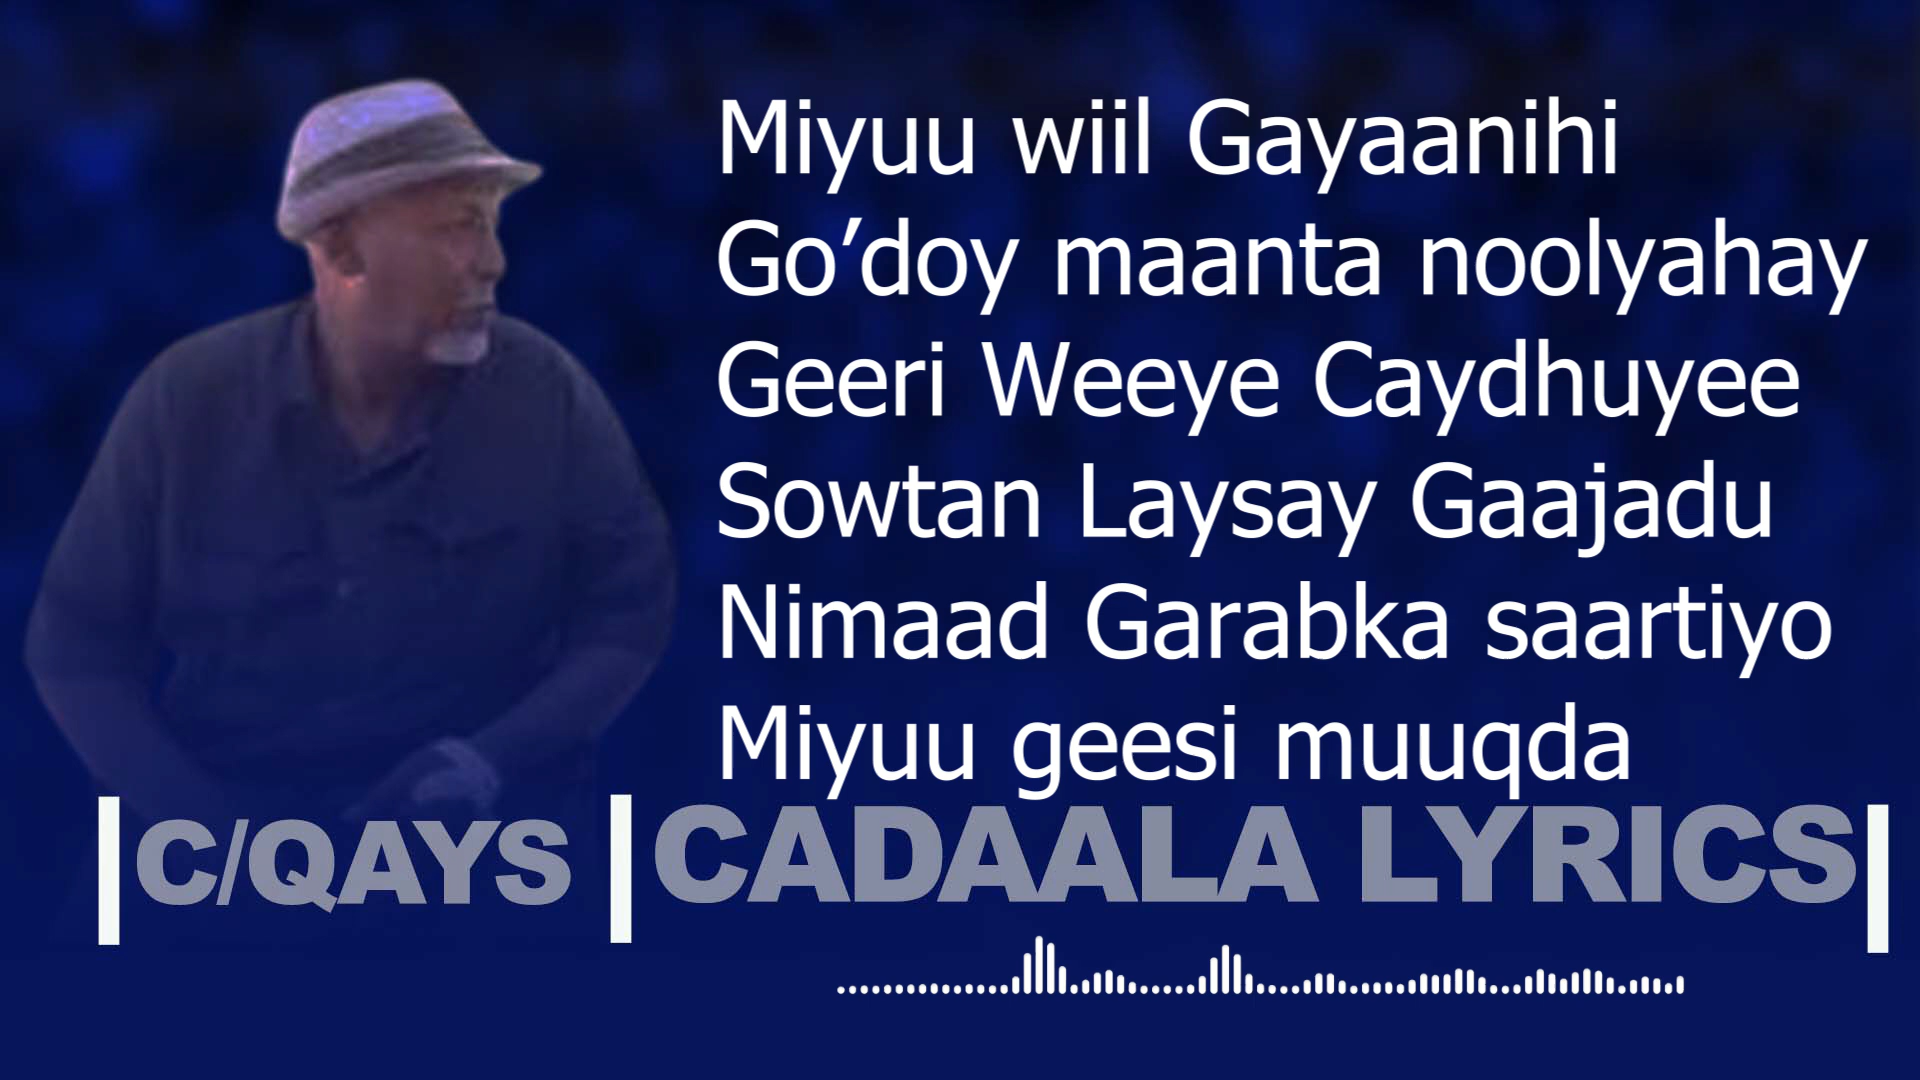 Miyuu wiil Gayaanihi
Go’doy maanta noolyahay
Geeri Weeye Caydhuyee
Sowtan Laysay Gaajadu
Nimaad Garabka saartiyo
Miyuu geesi muuqda
|C/QAYS |CADAALA LYRICS|